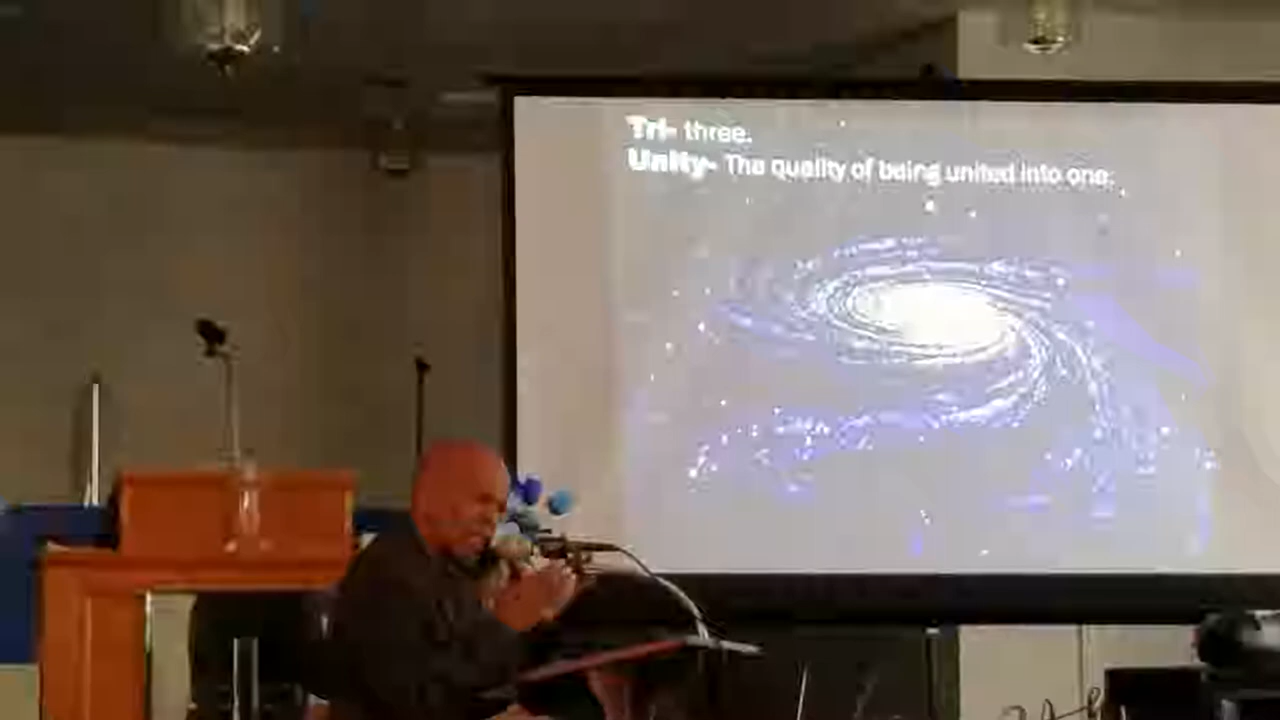 Tri- three.
Unity- The quality of being united into one.